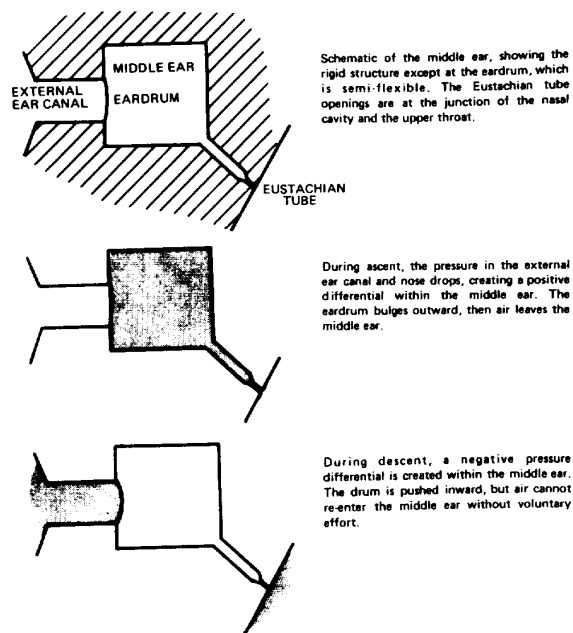 MIDDLE EAR
EXTERNAL
EAR CANAL
EARDRUM
EUSTACHIAN
TUBE
Schematic of the middle ear, showing the
rigid structure except at the eardrum, which
is semi-flexible. The Eustachian tube
openings are at the junction of the nasal
cavity and the upper throat.
During ascent, the pressure in the external
ear canal and nose drops, creating a positive
differential within the middle ear. The
eardrum bulges outward, then air leaves the
middle ear.
During descent, a negative pressure
differential is created within the middle ear.
The drum is pushed inward, but air cannot
re-enter the middle ear without voluntary
effort.